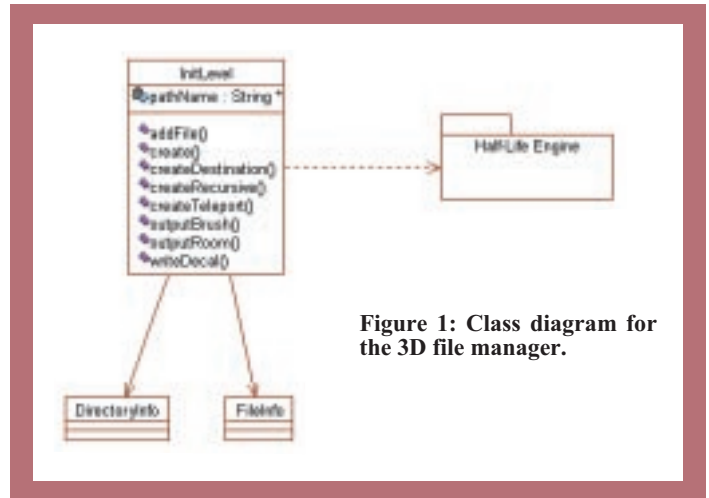 InitLevel
pathName : String *
addFile()
create()
createDestination()
createRecursive()
createTeleport()
outputBrush()
outputRoom()
writeDecal()
Half-Life Engine
Figure 1: Class diagram for
the 3D file manager.
DirectoryInfo
FileInfo